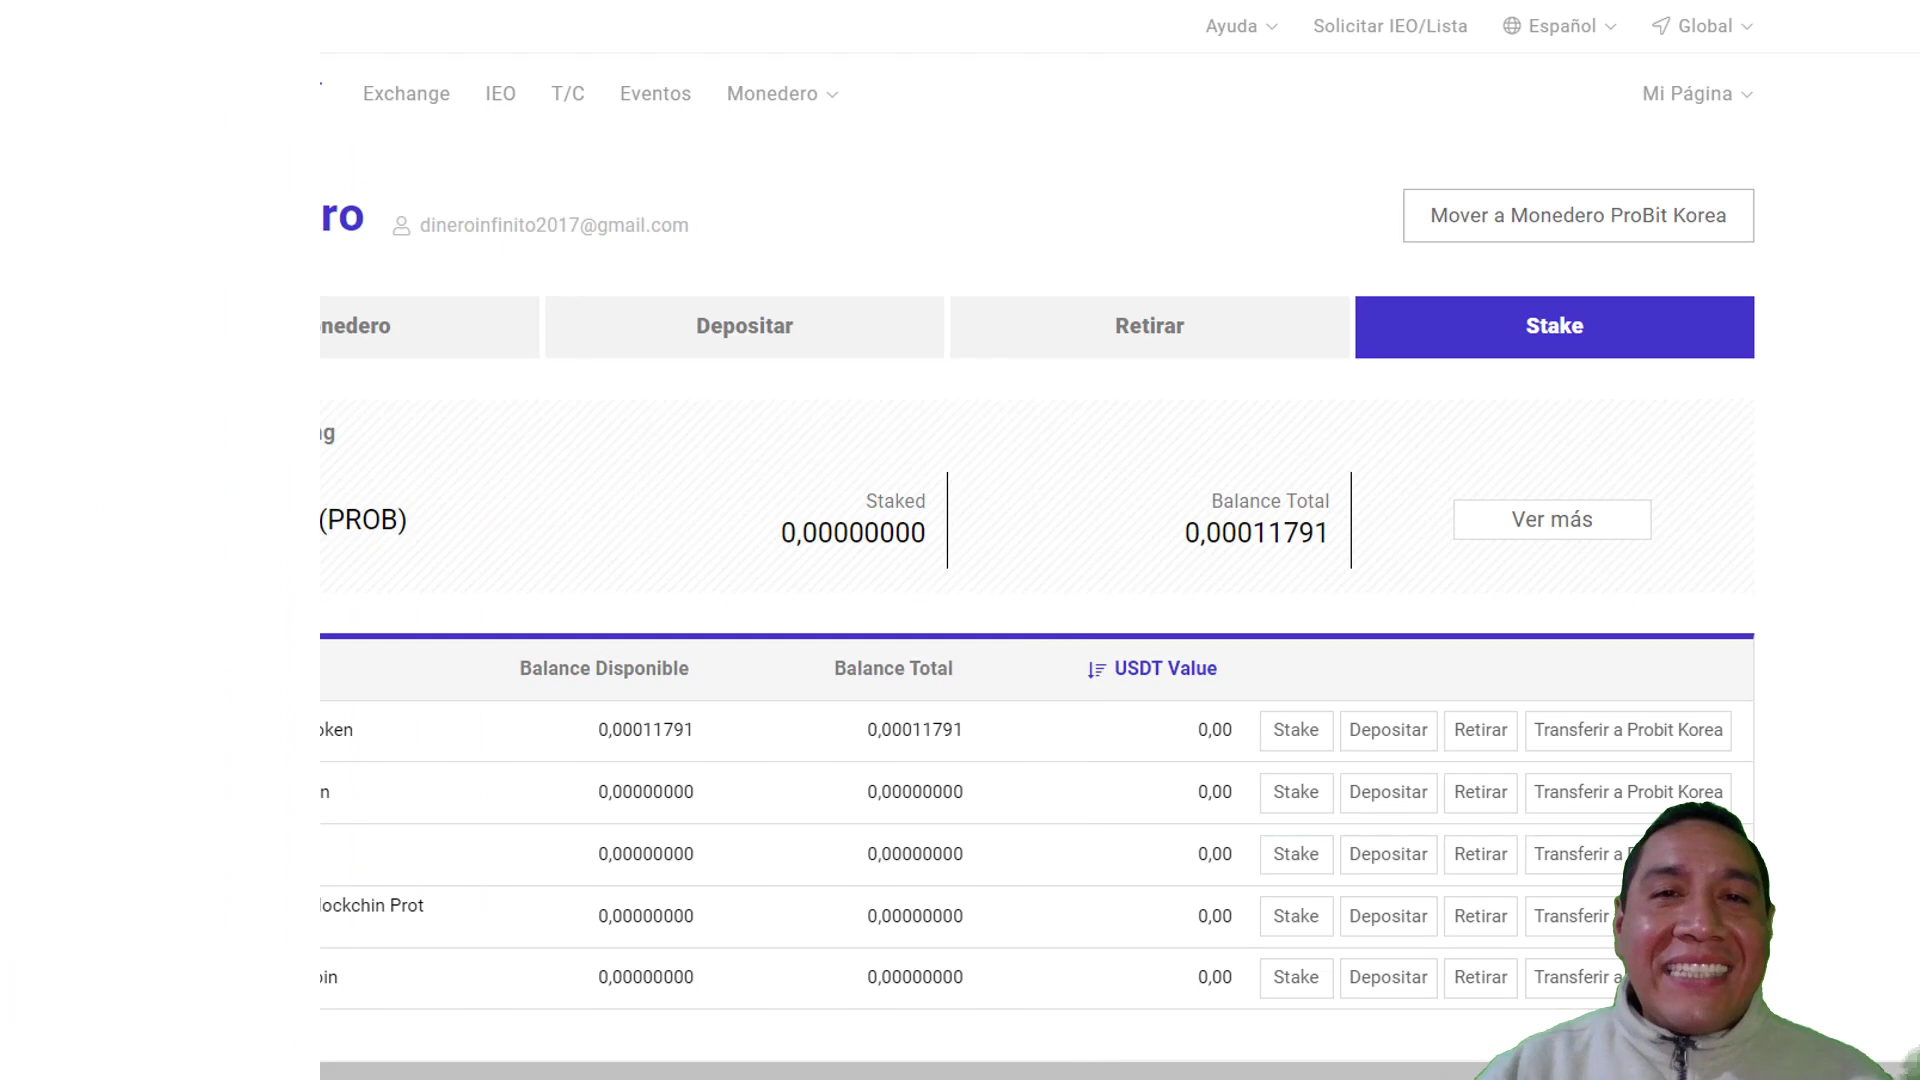 Ayuda Solicitar IEO/Lista Español Global
Exchange IEO T/C Eventos Monedero Mi Página
ro dineroinfinito2017@gmail.com Mover a Monedero ProBit Korea
nedero Depositar Retirar Stake
g
Staked Balance Total
(PROB) 0,00000000 0,00011791 Ver más
Balance Disponible Balance Total USDT Value
oken 0,00011791 0,00011791 0,00 Stake Depositar Retirar Transferir a Probit Korea
n 0,00000000 0,00000000 0,00 Stake Depositar Retirar Transferir a Probit Korea
0,00000000 0,00000000 0,00 Stake Depositar Retirar Transferir a
lockchin Prot
0,00000000 0,00000000 0,00 Stake Depositar Retirar Transferir
oin 0,00000000 0,00000000 0,00 Stake Depositar Retirar Transferir a